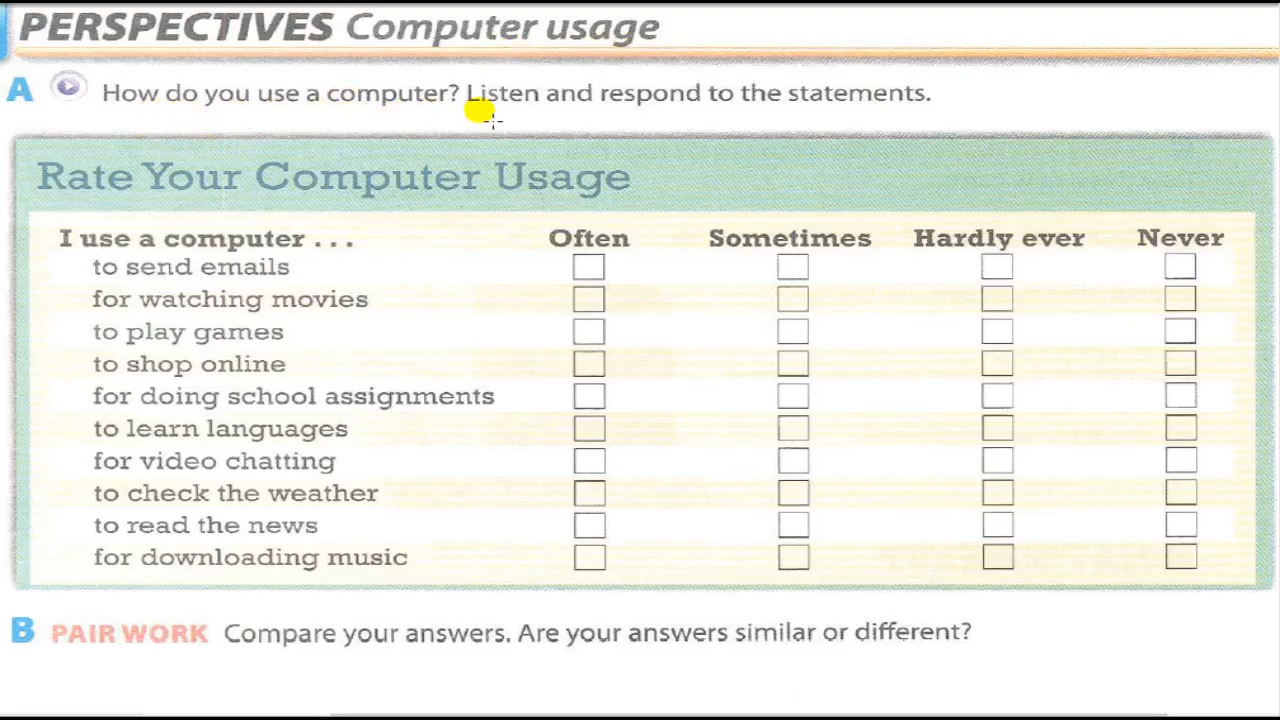 PERSPECTIVES Computer usage
A How do you use a computer? Listen and respond to the statements.
Rate Your Computer Usage
I use a computer . . . Often Sometimes Hardly ever Never
to send emails
for watching movies
to play games
to shop online
for doing school assignments
to learn languages
for video chatting
to check the weather
to read the news
for downloading music
B PAIR WORK Compare your answers. Are your answers similar or different?